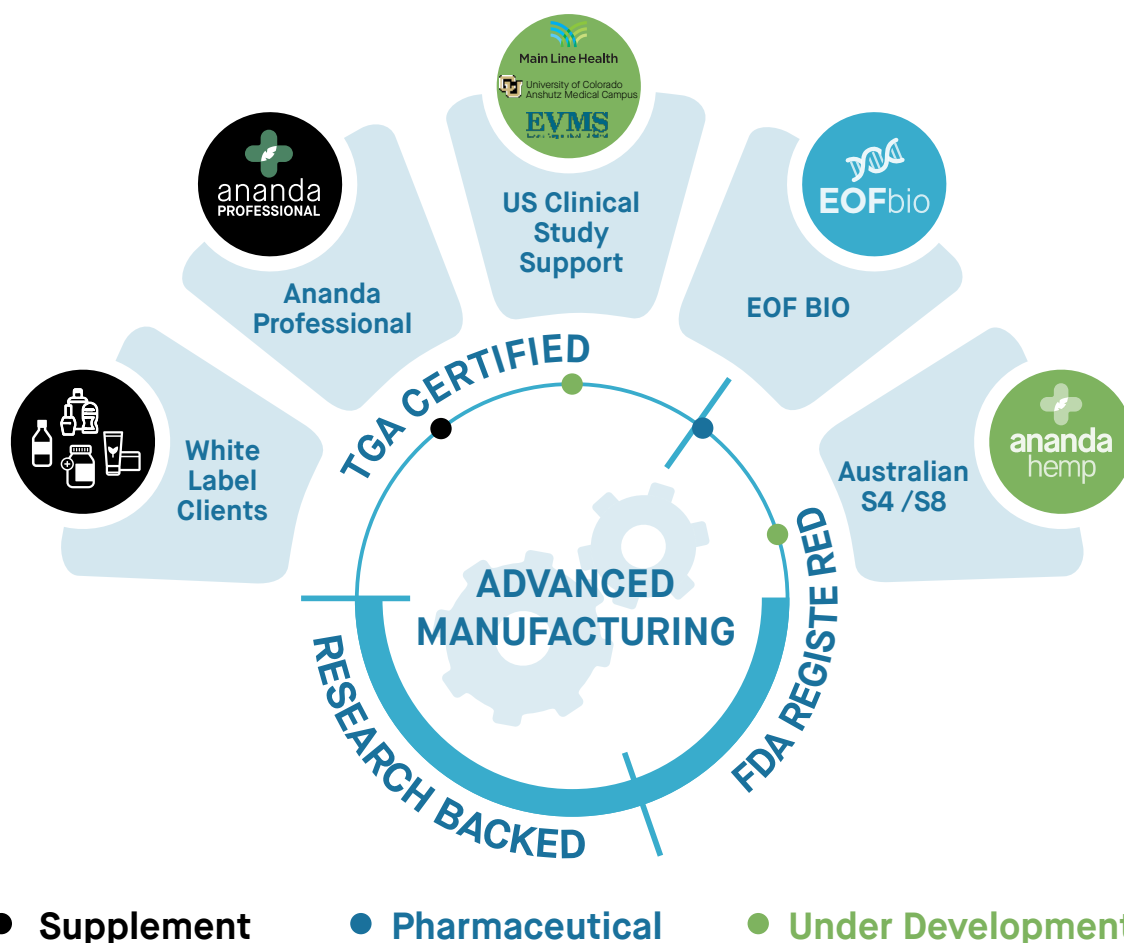 Main Line Health
University of Colorado
Anshutz Medical Campus
EVMS
US Clinical
Study
Support
ananda
PROFESSIONAL
Ananda
Professional
EOFbio
EOF BIO
White
Label
Clients
ananda
hemp
Australian
S4 /S8
TGA CERTIFIED
FDA REGISTE RED
RESEARCH BACKED
ADVANCED
MANUFACTURING
Supplement
Pharmaceutical
Under Development